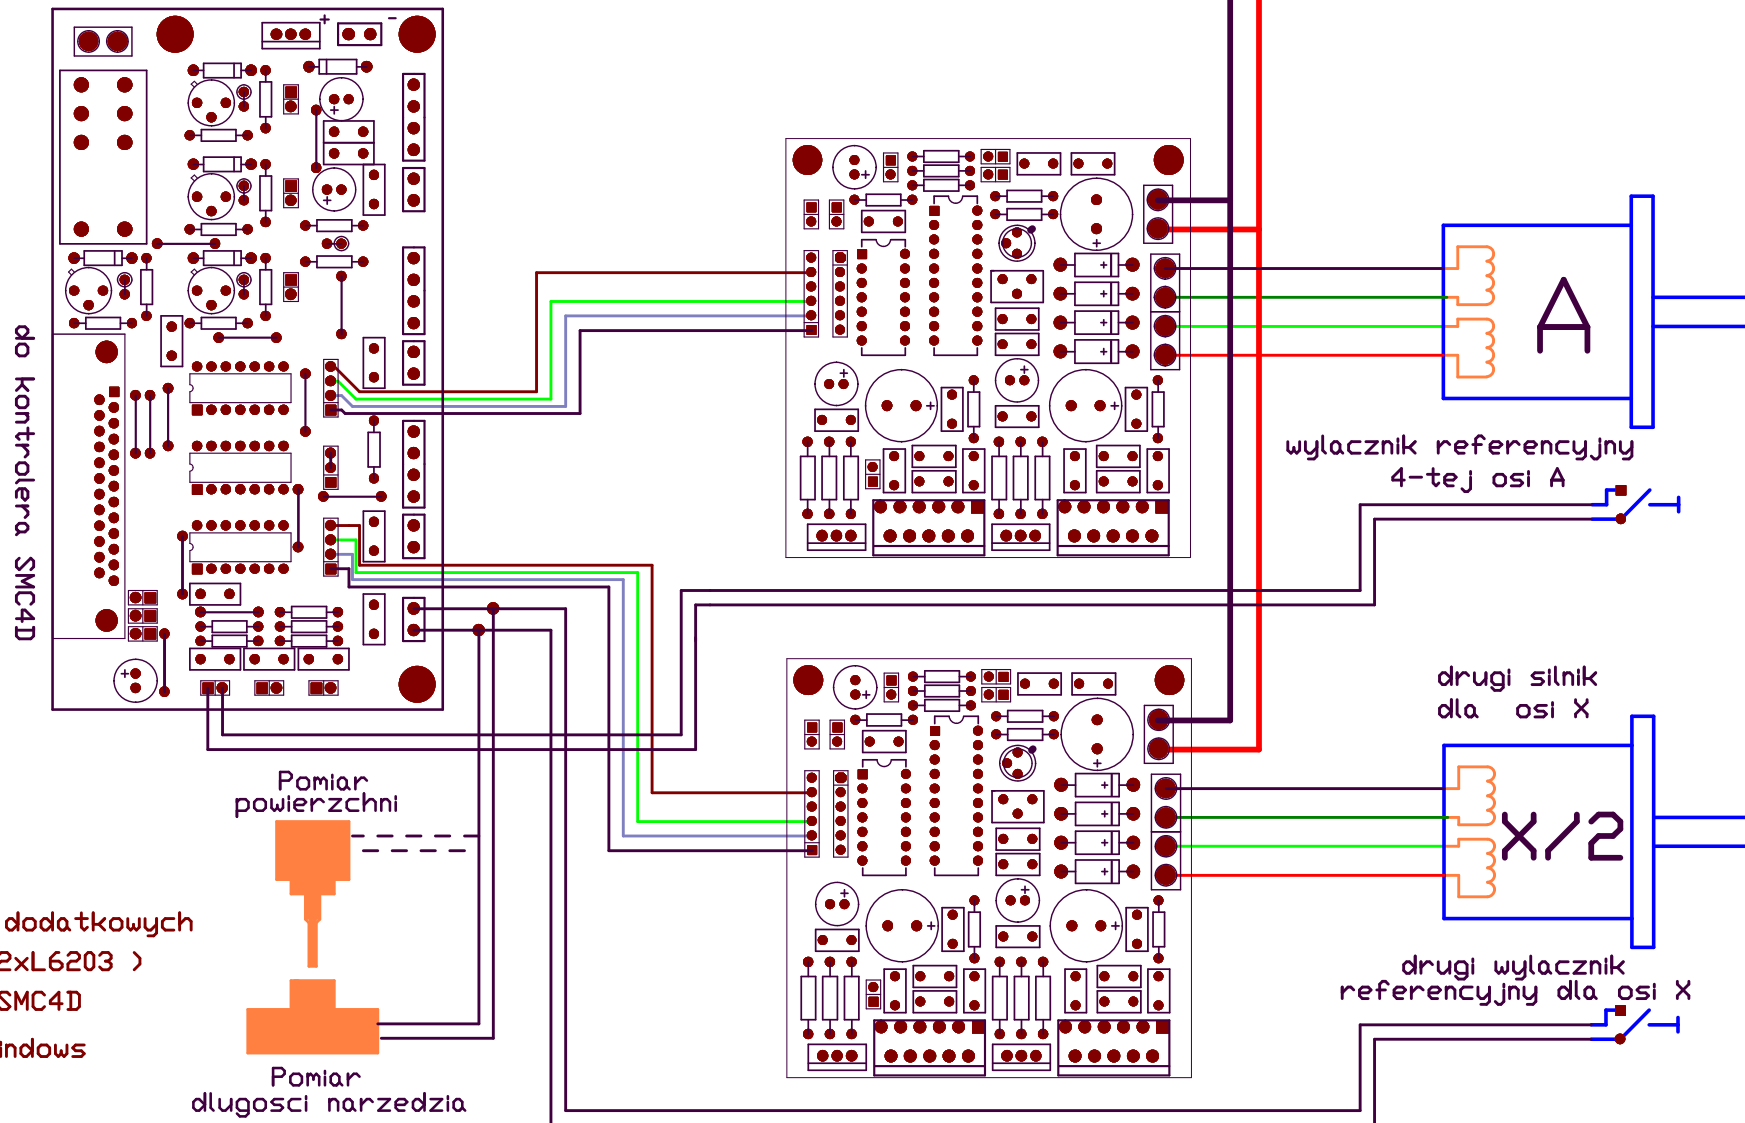 + -
do kontrolera SMC4D
A
wylacznik referencyjny
4-tej osi A
drugi silnik
dla osi X
X/2
Pomiar
powierzchni
dodatkowych
2xL6203 )
SMC4D
indows
drugi wylacznik
referencyjny dla osi X
Pomiar
dlugosci narzedzia